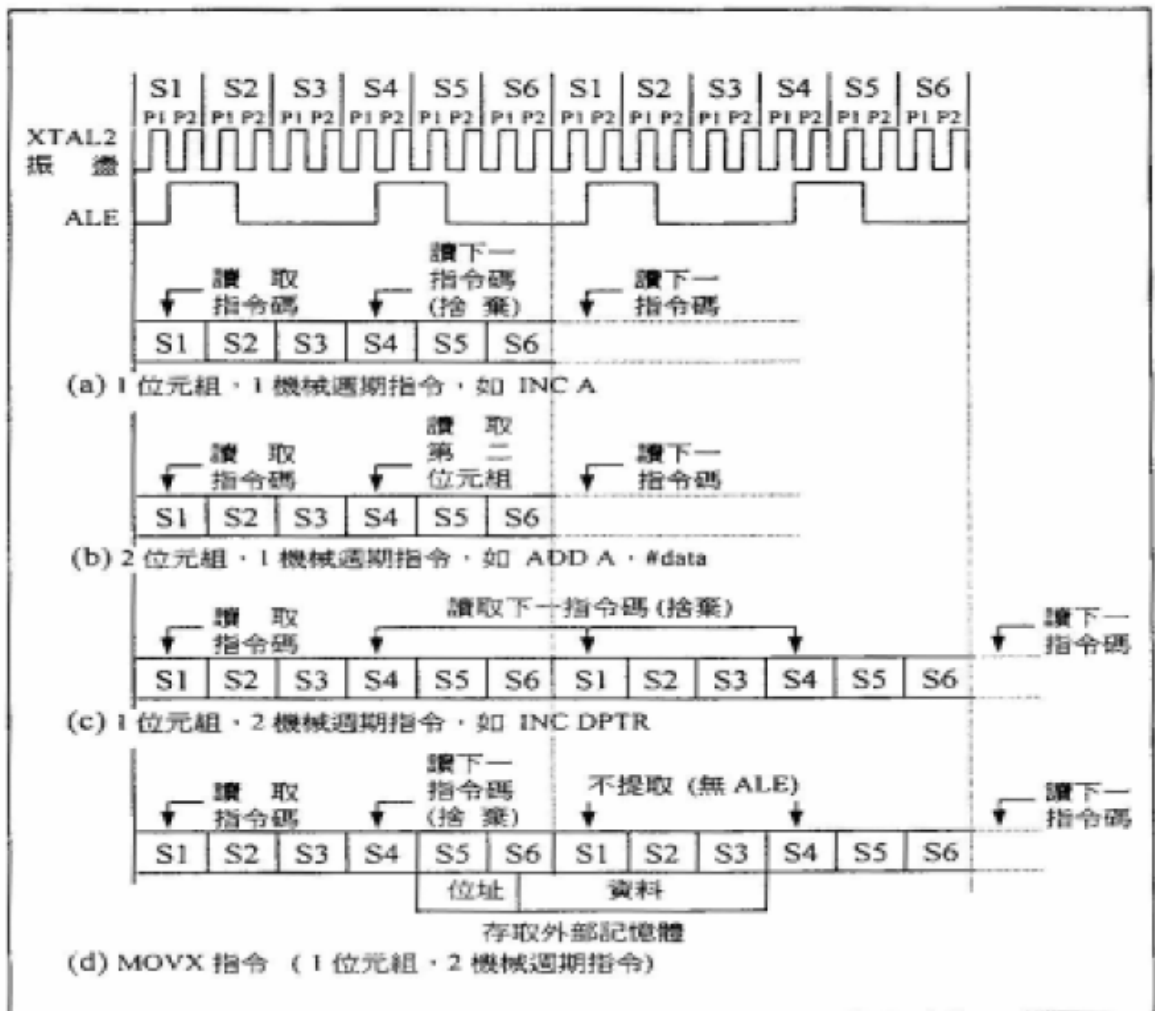 S1 S2 S3 S4 S5 S6 S1 S2 S3 S4 S5 S6
P1 P2 P1 P2 P1 P2 P1 P2 P1 P2 P1 P2 P1 P2 P1 P2 P1 P2 P1 P2 P1 P2 P1 P2
XTAL2
振 盪
ALE
讀 取
指令碼
讀下一
指令碼
(捨 棄)
讀下一
指令碼
S1 S2 S3 S4 S5 S6
(a) 1 位元組,1 機械週期指令,如 INC A
讀 取
指令碼
讀 取
第 二
位元組
讀下一
指令碼
S1 S2 S3 S4 S5 S6
(b) 2 位元組,1 機械週期指令,如 ADD A,#data
讀 取
指令碼
讀取下一指令碼 (捨棄)
讀下一
指令碼
S1 S2 S3 S4 S5 S6 S1 S2 S3 S4 S5 S6
(c) 1 位元組,2 機械週期指令,如 INC DPTR
讀 取
指令碼
讀下一
指令碼
(捨 棄)
不提取 (無 ALE)
讀下一
指令碼
S1 S2 S3 S4 S5 S6 S1 S2 S3 S4 S5 S6
位址 資料
存取外部記憶體
(d) MOVX 指令 ( 1 位元組,2 機械週期指令)